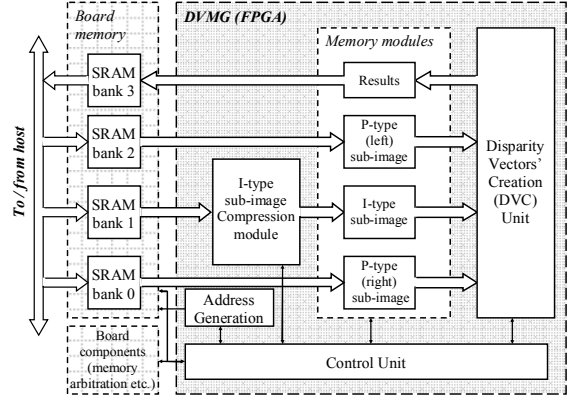 Board
memory
DVMG (FPGA)
Memory modules
To / from host
SRAM
bank 3
Results
SRAM
bank 2
P-type
(left)
sub-image
SRAM
bank 1
I-type
sub-image
Compression
module
I-type
sub-image
Disparity
Vectors'
Creation
(DVC)
Unit
SRAM
bank 0
P-type
(right)
sub-image
Address
Generation
Board
components
(memory
arbitration etc.)
Control Unit